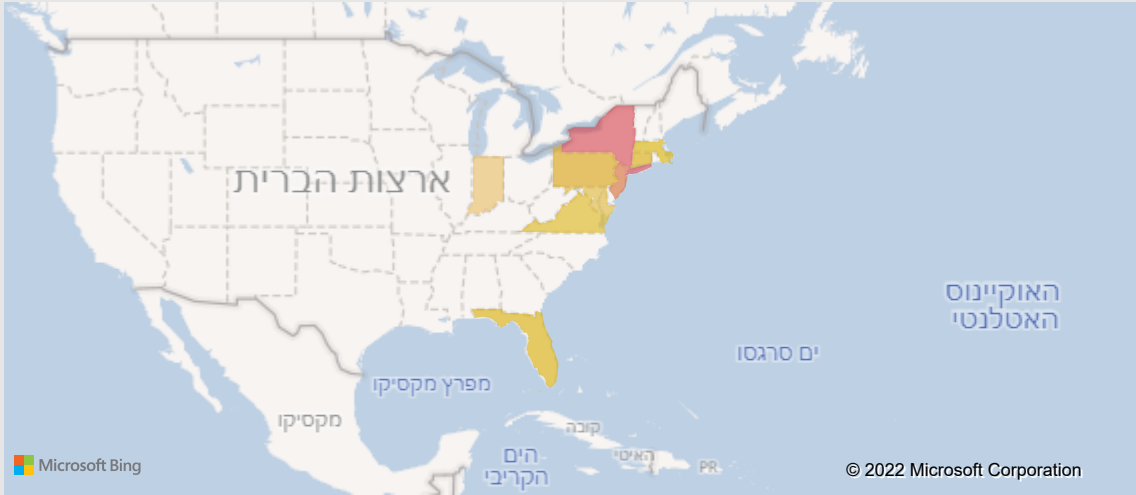 ארצות הברית
האוקיינוס
האטלנטי
ים סרגסו
מפרץ מקסיקו
מקסיקו
קובה
האיטי
PR
הים
הקריבי
Microsoft Bing
© 2022 Microsoft Corporation